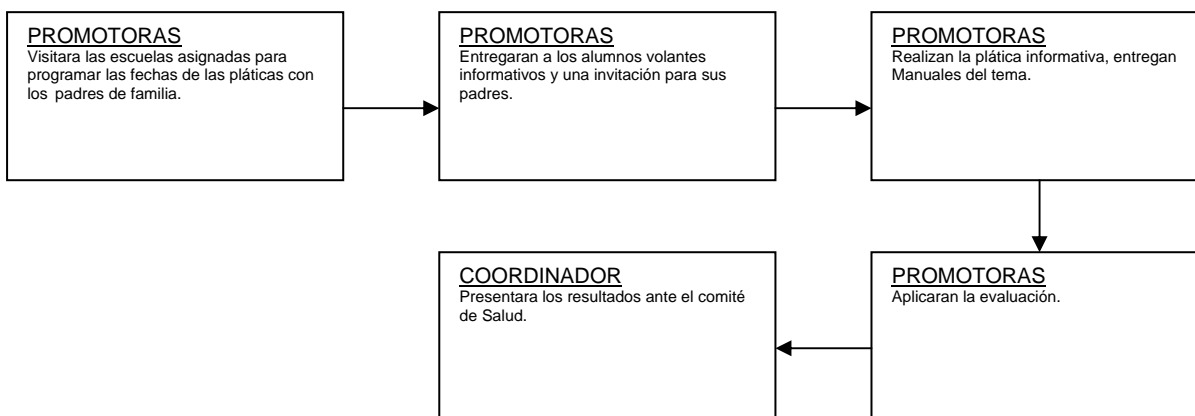 PROMOTORAS
Visitara las escuelas asignadas para
programar las fechas de las pláticas con
los padres de familia.
PROMOTORAS
Entregaran a los alumnos volantes
informativos y una invitación para sus
padres.
PROMOTORAS
Realizan la plática informativa, entregan
Manuales del tema.
PROMOTORAS
Aplicaran la evaluación.
COORDINADOR
Presentara los resultados ante el comité
de Salud.